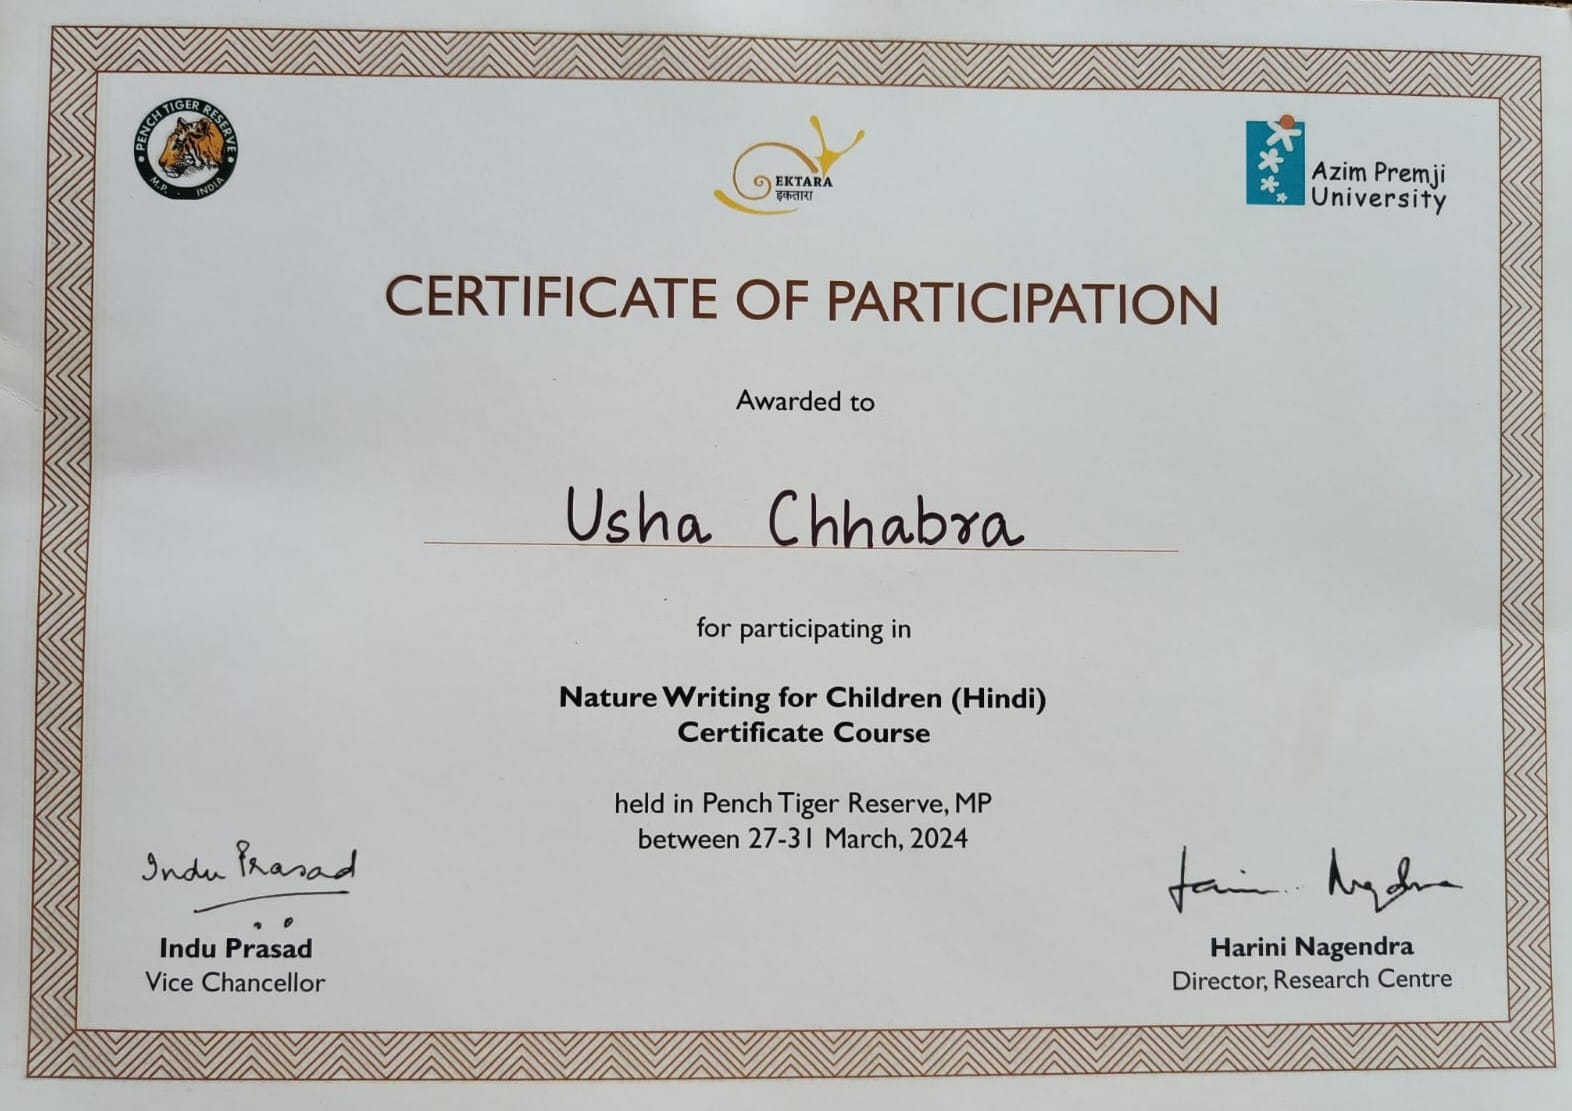 PENCH TIGER RESERVE
M.P. INDIA
EKTARA
इकतारा
Azim Premji
University
CERTIFICATE OF PARTICIPATION
Awarded to
Usha Chhabra
for participating in
Nature Writing for Children (Hindi)
Certificate Course
held in Pench Tiger Reserve, MP
between 27-31 March, 2024
Indu Prasad
Indu Prasad
Vice Chancellor
Harini Nagendra
Director, Research Centre